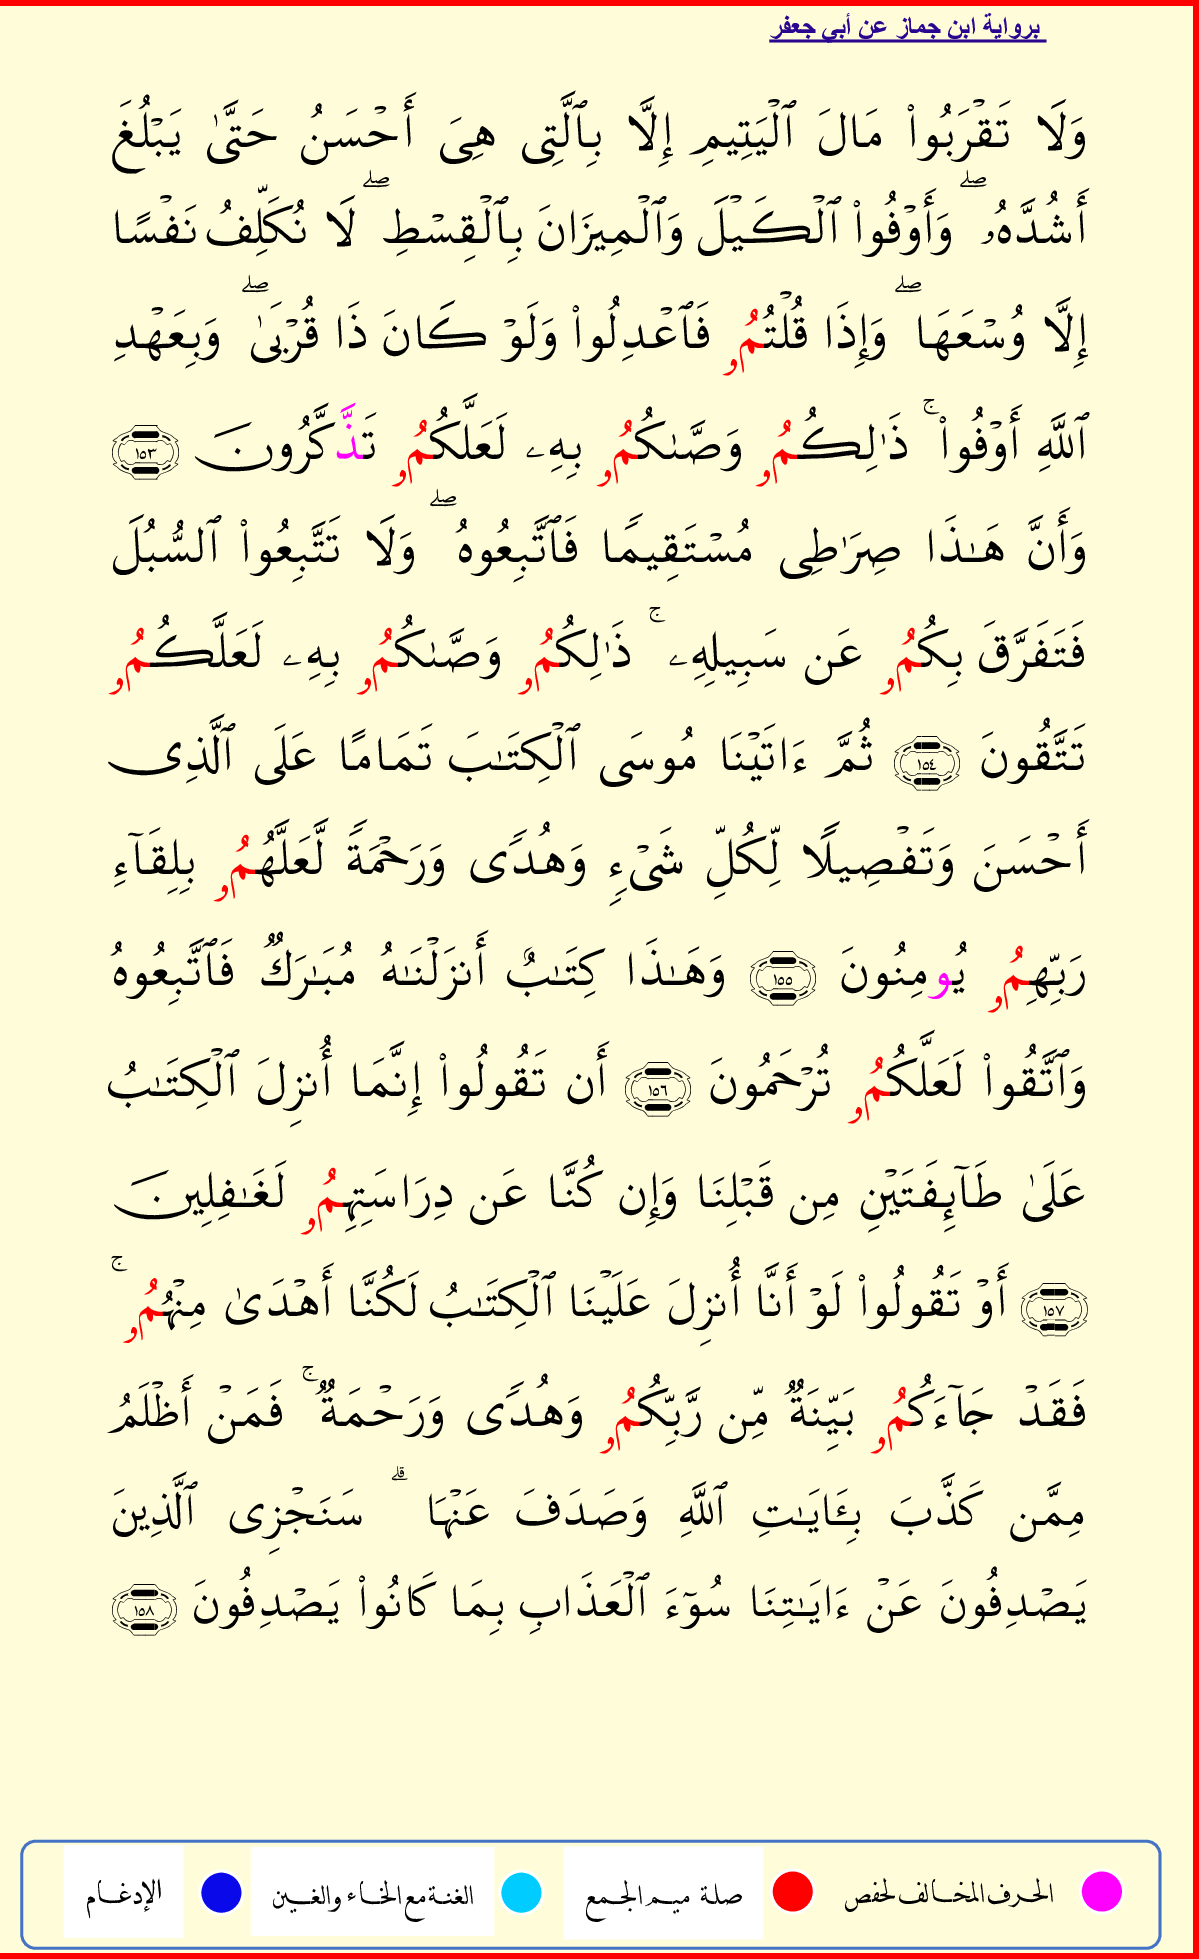 برواية ابن جماز عن أبي جعفر
وَلَا تَقۡرَبُواْ مَالَ ٱلۡيَتِيمِ إِلَّا بِٱلَّتِى هِىَ أَحۡسَنُ حَتَّىٰ يَبۡلُغَ
أَشُدَّهُۥ ۖ وَأَوۡفُواْ ٱلۡكَيۡلَ وَٱلۡمِيزَانَ بِٱلۡقِسۡطِ ۖ لَا نُكَلِّفُ نَفۡسًا
إِلَّا وُسۡعَهَا ۖ وَإِذَا قُلۡتُمُۥ فَٱعۡدِلُواْ وَلَوۡ كَانَ ذَا قُرۡبَىٰ ۖ وَبِعَهۡدِ
ٱللَّهِ أَوۡفُواْ ۚ ذَٰلِكُمُۥ وَصَّىٰكُمُۥ بِهِۦ لَعَلَّكُمُۥ تَذَّكَّرُونَ ١٥٣
وَأَنَّ هَـٰذَا صِرَٰطِى مُسۡتَقِيمًا فَٱتَّبِعُوهُ ۖ وَلَا تَتَّبِعُواْ ٱلسُّبُلَ
فَتَفَرَّقَ بِكُمُۥ عَن سَبِيلِهِۦ ۚ ذَٰلِكُمُۥ وَصَّىٰكُمُۥ بِهِۦ لَعَلَّكُمُۥ
تَتَّقُونَ ١٥٤ ثُمَّ ءَاتَيۡنَا مُوسَى ٱلۡكِتَـٰبَ تَمَامًا عَلَى ٱلَّذِى
أَحۡسَنَ وَتَفۡصِيلًا لِّكُلِّ شَىۡءٍ وَهُدًى وَرَحۡمَةً لَّعَلَّهُمُۥ بِلِقَآءِ
رَبِّهِمُۥ يُومِنُونَ ١٥٥ وَهَـٰذَا كِتَـٰبٌ أَنزَلۡنَـٰهُ مُبَـٰرَكٌ فَٱتَّبِعُوهُ
وَٱتَّقُواْ لَعَلَّكُمُۥ تُرۡحَمُونَ ١٥٦ أَن تَقُولُواْ إِنَّمَا أُنزِلَ ٱلۡكِتَـٰبُ
عَلَىٰ طَآئِفَتَيۡنِ مِن قَبۡلِنَا وَإِن كُنَّا عَن دِرَاسَتِهِمُۥ لَغَـٰفِلِينَ
١٥٧ أَوۡ تَقُولُواْ لَوۡ أَنَّا أُنزِلَ عَلَيۡنَا ٱلۡكِتَـٰبُ لَكُنَّا أَهۡدَىٰ مِنۡهُمُۥ ۚ
فَقَدۡ جَآءَكُمُۥ بَيِّنَةٌ مِّن رَّبِّكُمُۥ وَهُدًى وَرَحۡمَةٌ ۚ فَمَنۡ أَظۡلَمُ
مِمَّن كَذَّبَ بِـَٔايَـٰتِ ٱللَّهِ وَصَدَفَ عَنۡهَا ۗ سَنَجۡزِى ٱلَّذِينَ
يَصۡدِفُونَ عَنۡ ءَايَـٰتِنَا سُوٓءَ ٱلۡعَذَابِ بِمَا كَانُواْ يَصۡدِفُونَ ١٥٨
الحرف المخالف لحفص صلة ميم الجمع الغنة مع الخاء والغين الإدغام